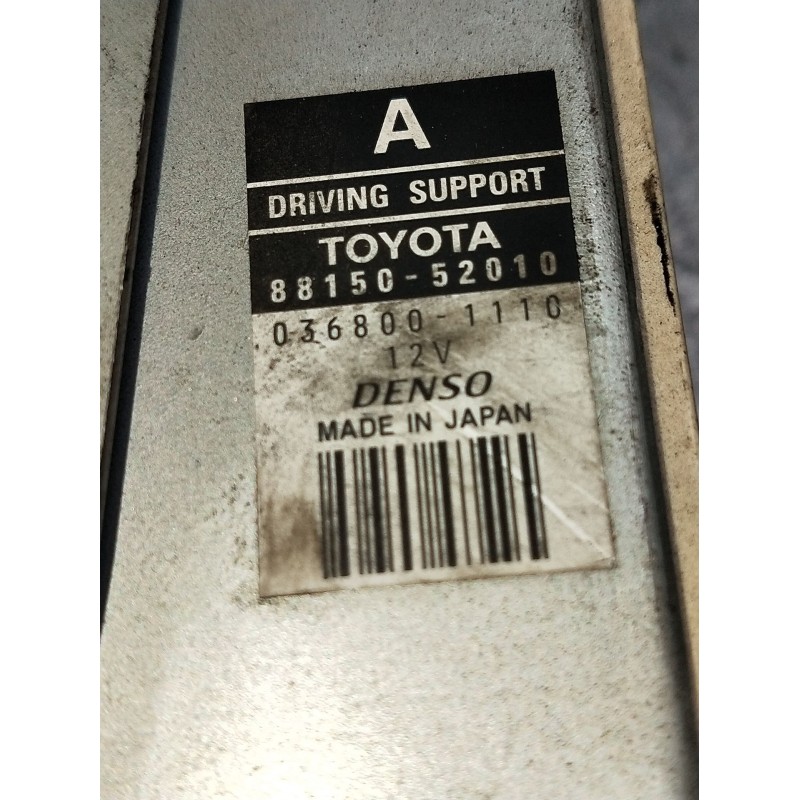 A
DRIVING SUPPORT
TOYOTA
88150-52010
036800-1110
12V
DENSO
MADE IN JAPAN